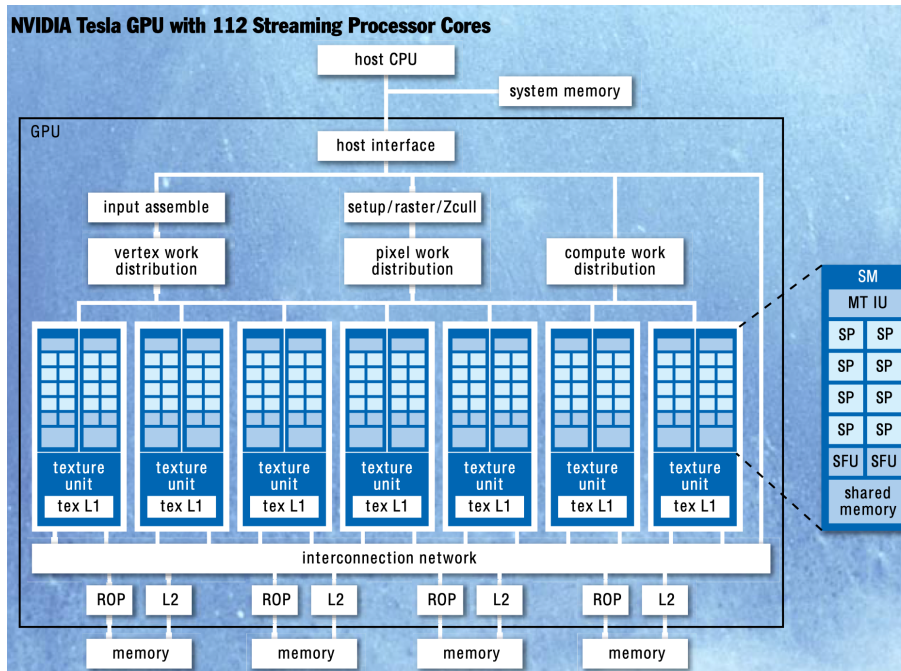 NVIDIA Tesla GPU with 112 Streaming Processor Cores
host CPU
system memory
GPU
host interface
input assemble
setup/raster/Zcull
vertex work
distribution
pixel work
distribution
compute work
distribution
SM
MT IU
SP SP
SP SP
SP SP
SP SP
SFU SFU
shared
memory
texture
unit
tex L1
texture
unit
tex L1
texture
unit
tex L1
texture
unit
tex L1
texture
unit
tex L1
texture
unit
tex L1
texture
unit
tex L1
interconnection network
ROP L2 ROP L2 ROP L2 ROP L2
memory memory memory memory